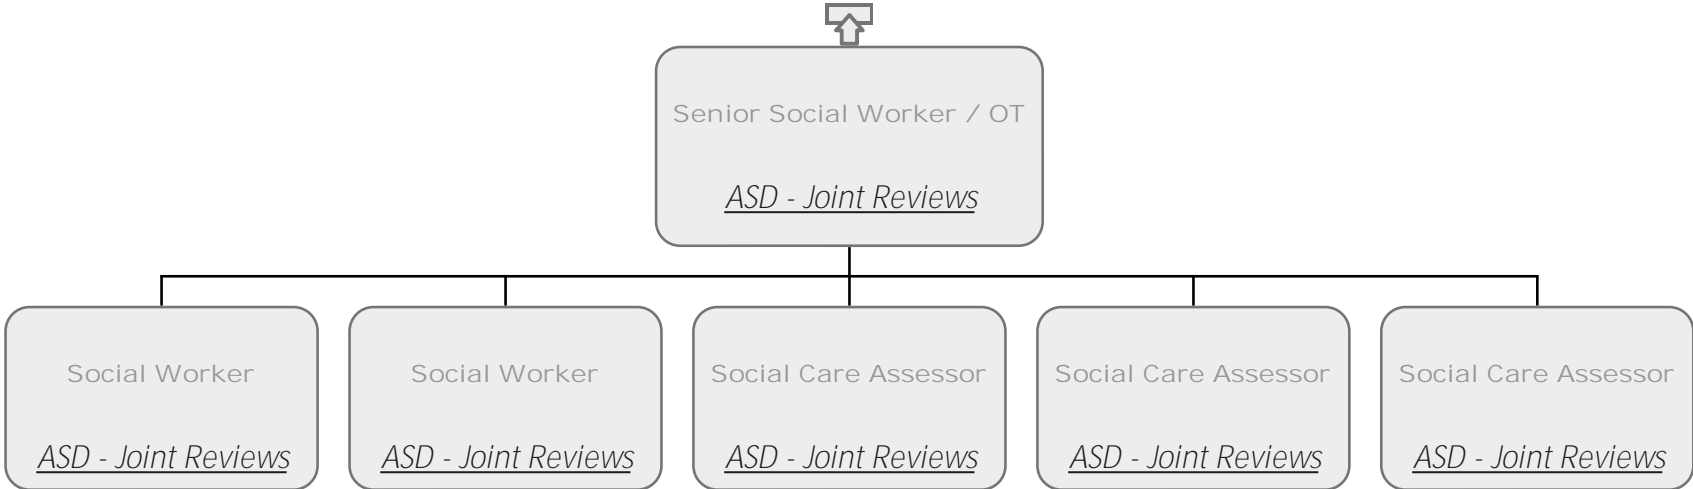 Senior Social Worker / OT
ASD - Joint Reviews
Social Worker
ASD - Joint Reviews
Social Worker
ASD - Joint Reviews
Social Care Assessor
ASD - Joint Reviews
Social Care Assessor
ASD - Joint Reviews
Social Care Assessor
ASD - Joint Reviews